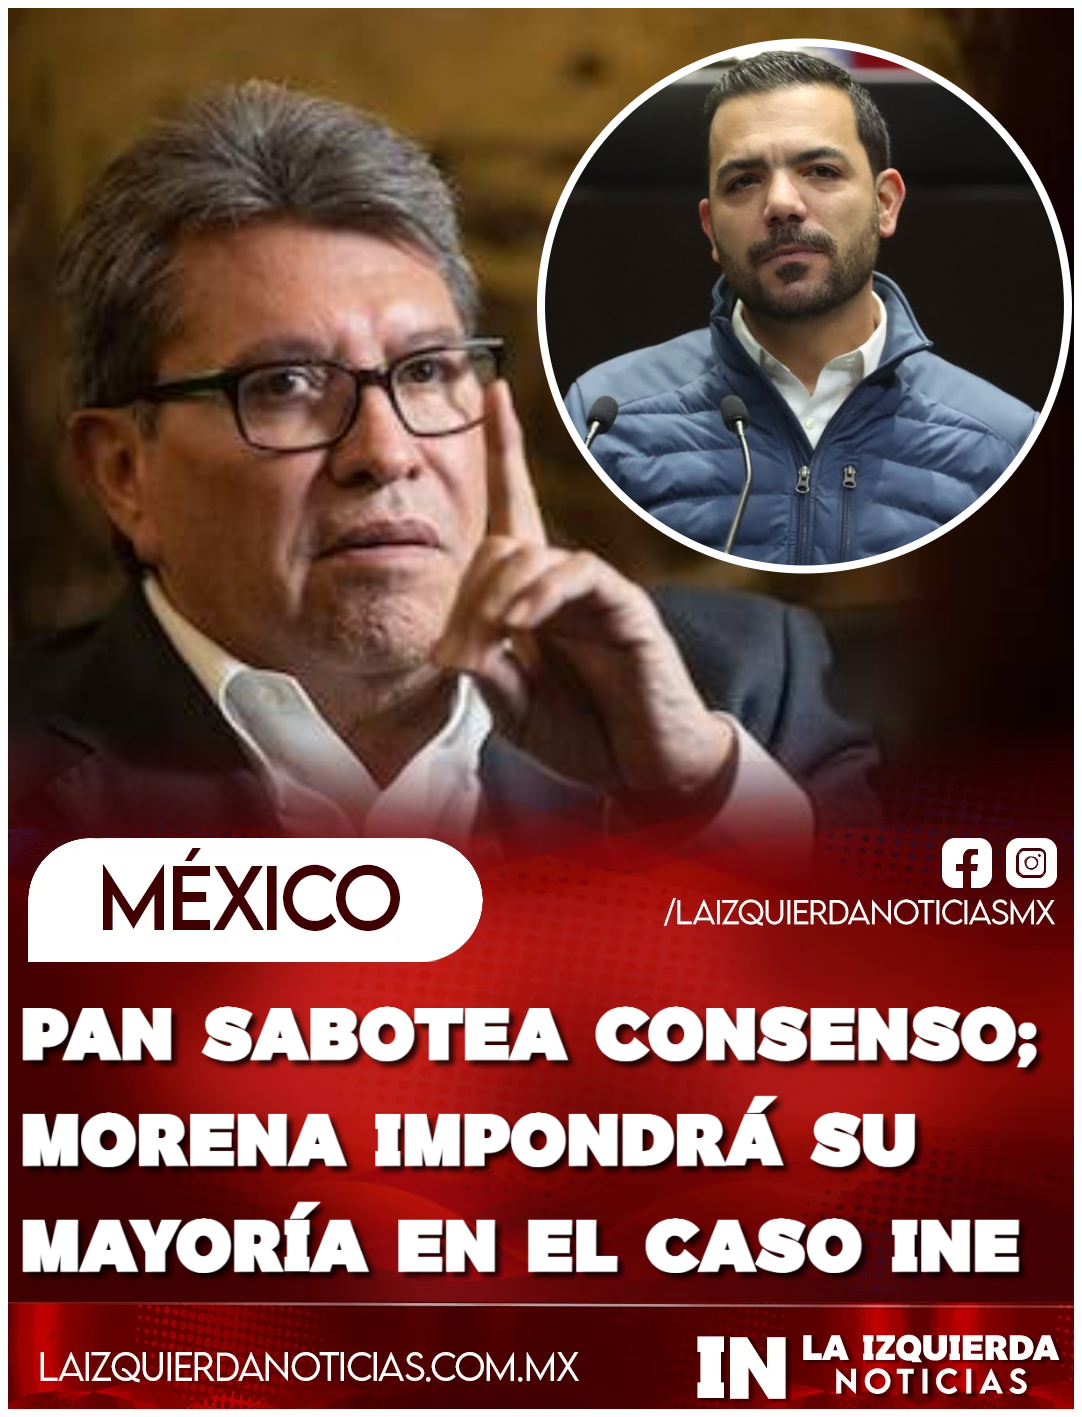 MÉXICO
/LAIZQUIERDANOTICIASMX
PAN SABOTEA CONSENSO;
MORENA IMPONDRÁ SU
MAYORÍA EN EL CASO INE
LAIZQUIERDANOTICIAS.COM.MX
IN LA IZQUIERDA
NOTICIAS